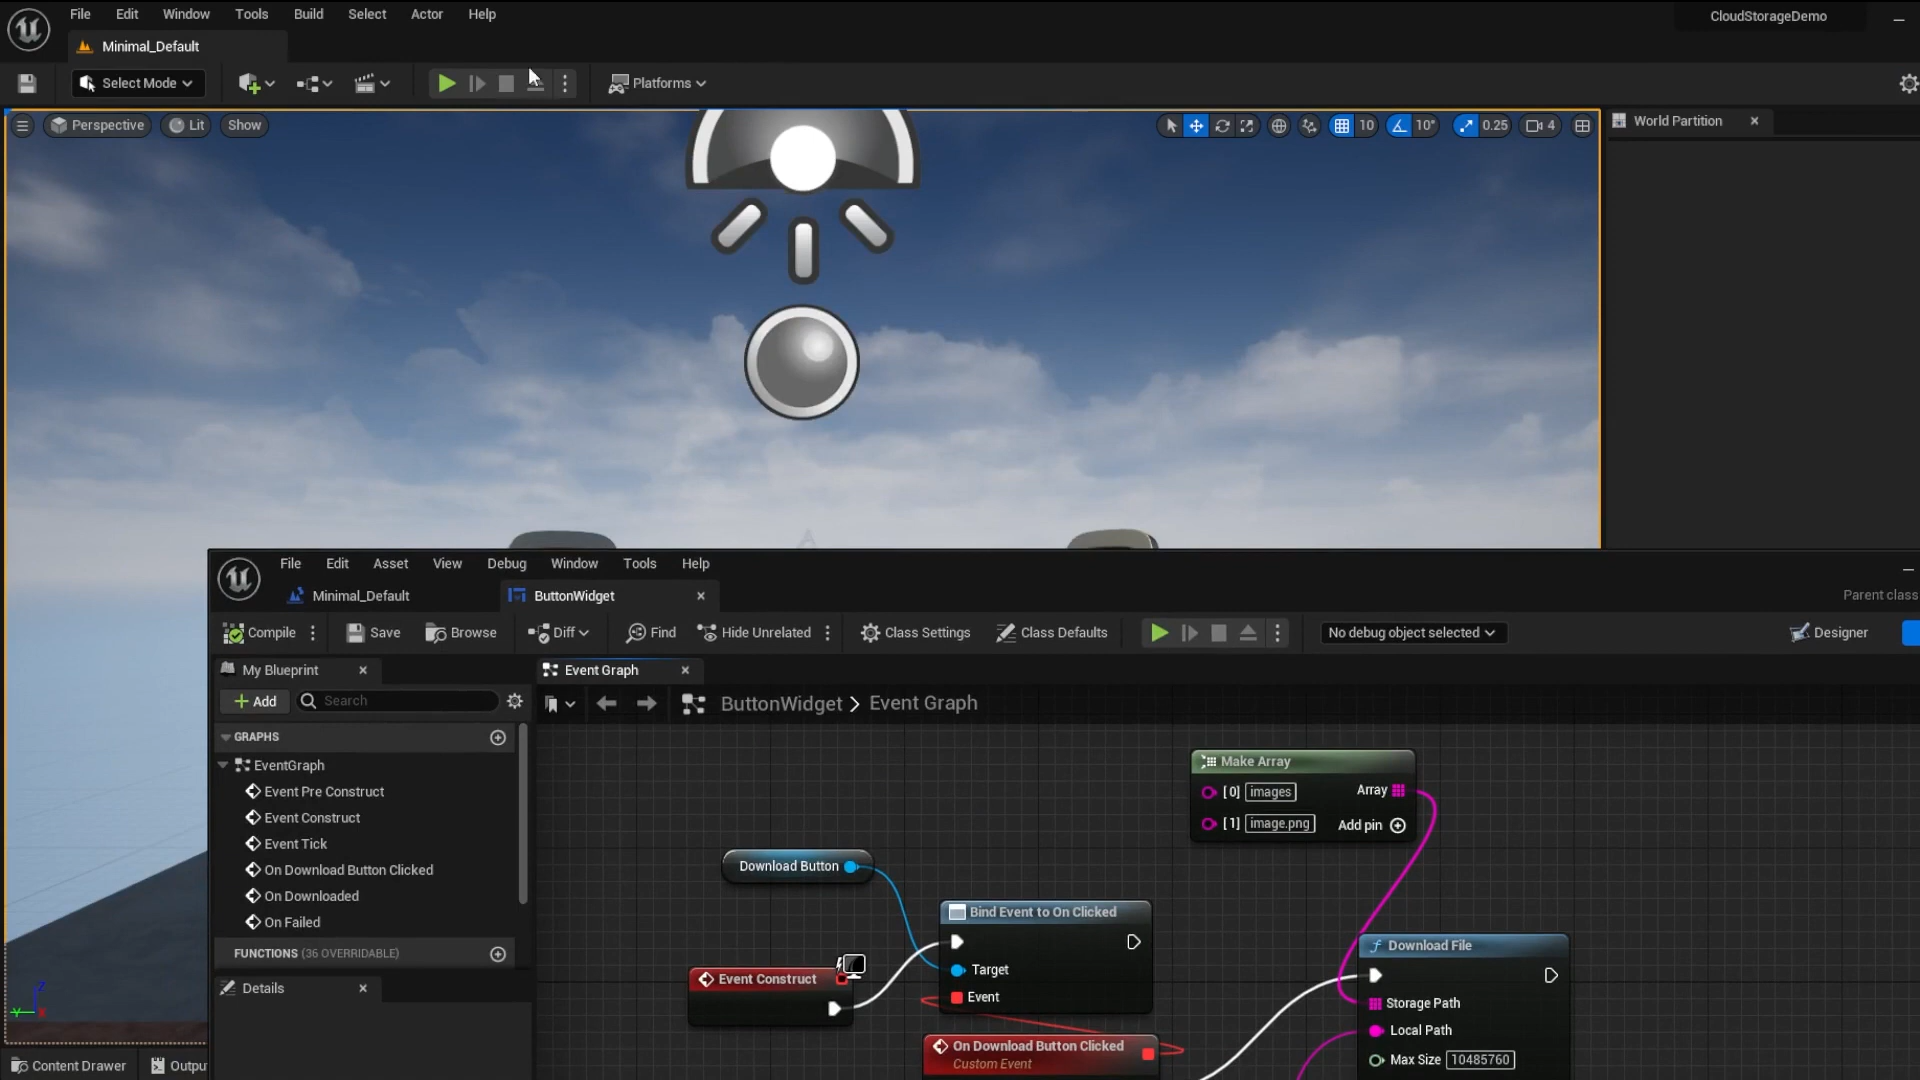 File Edit Window Tools Build Select Actor Help
CloudStorageDemo
Minimal_Default
Select Mode
Platforms
Perspective Lit Show
10 10° 0.25 4
World Partition
File Edit Asset View Debug Window Tools Help
Minimal_Default
ButtonWidget
Parent class
Compile Save Browse Diff Find Hide Unrelated Class Settings Class Defaults
No debug object selected
Designer
My Blueprint
Event Graph
Add
Search
ButtonWidget > Event Graph
GRAPHS
EventGraph
Event Pre Construct
Event Construct
Event Tick
On Download Button Clicked
On Downloaded
On Failed
FUNCTIONS (36 OVERRIDABLE)
Details
Make Array
[0] images Array
[1] image.png Add pin
Download Button
Bind Event to On Clicked
Target
Event
Event Construct
On Download Button Clicked
Custom Event
Download File
Storage Path
Local Path
Max Size 10485760
Z
Y
X
Content Drawer
Outpu